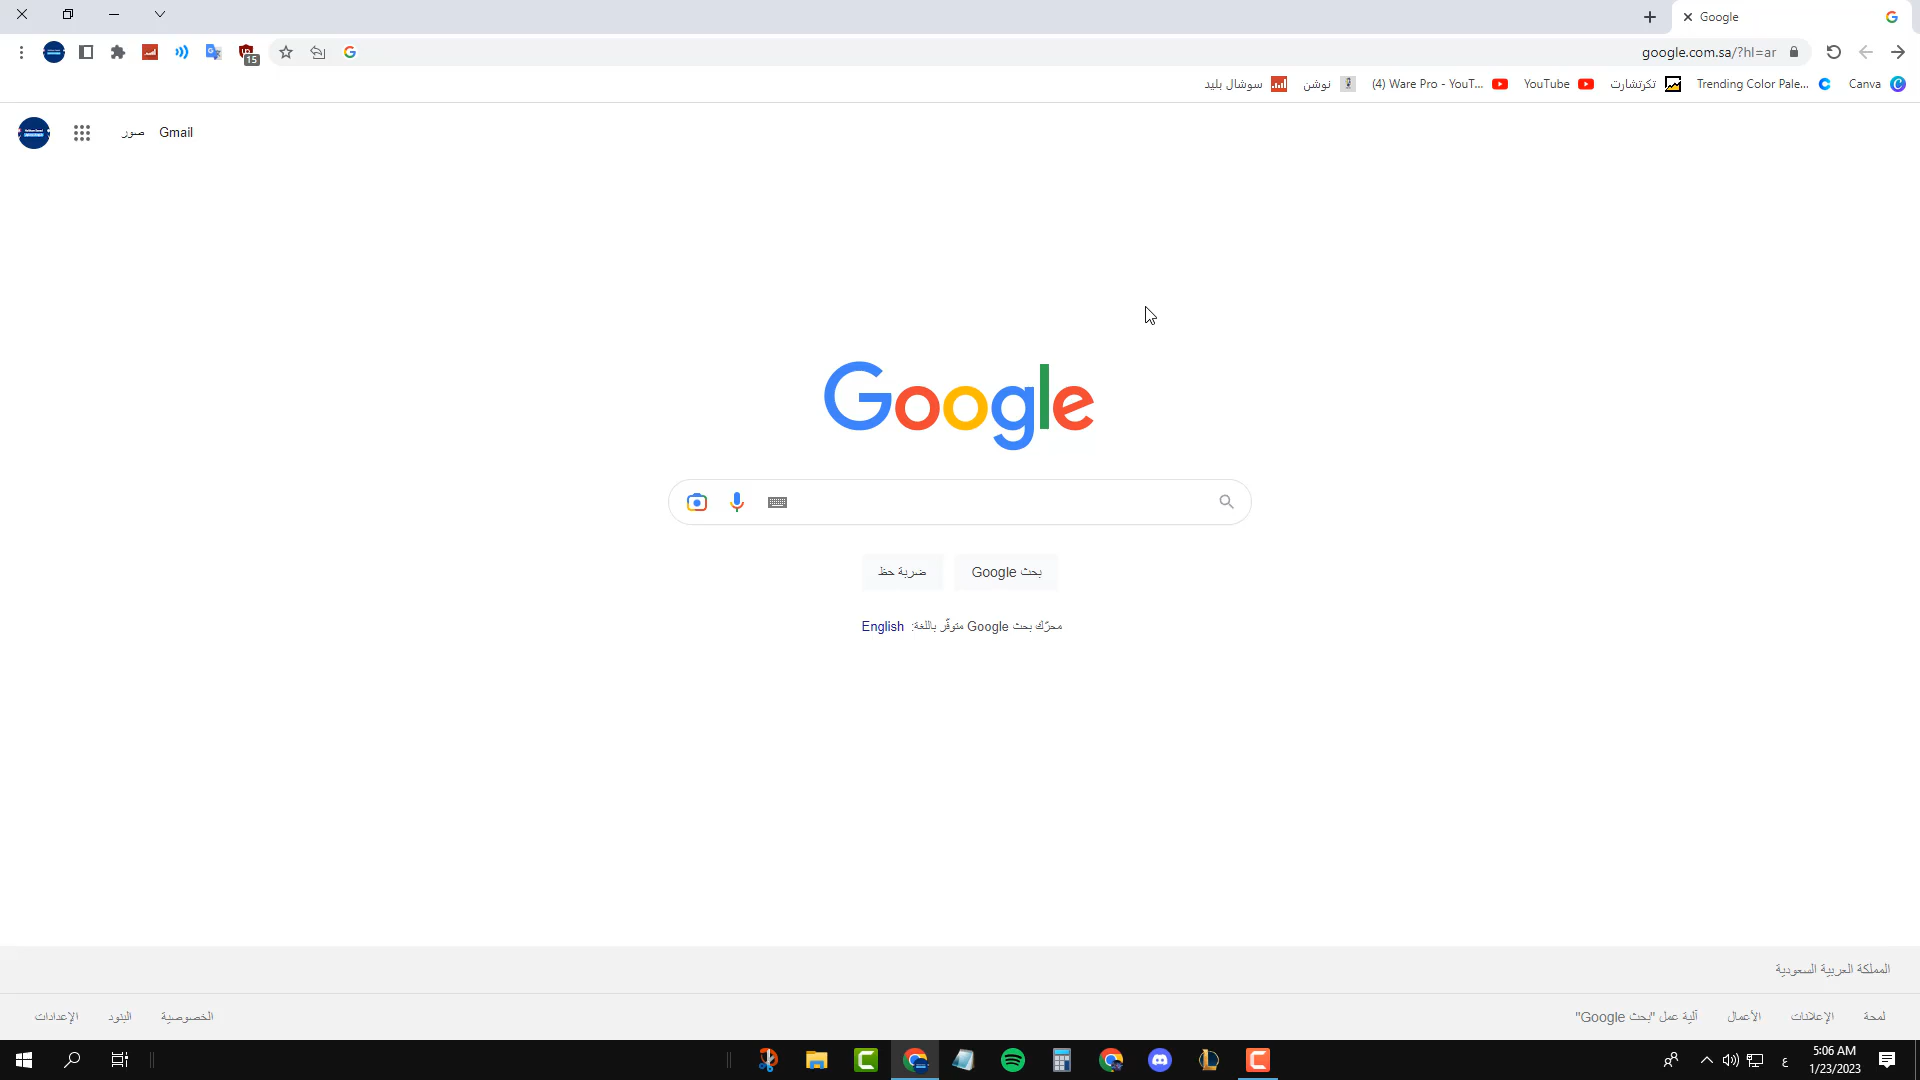 Google
google.com.sa/?hl=ar
15
Canva
Trending Color Pale...
تكرتشارت
YouTube
(4) Ware Pro - YouT...
نوشن
سوشال بليد
Gmail
صور
Google
بحث Google
ضربة حظ
محرّك بحث Google متوفّر باللغة: English
المملكة العربية السعودية
لمحة
الإعلانات
الأعمال
آلية عمل "بحث Google"
الخصوصية
البنود
الإعدادات
ع
5:06 AM
1/23/2023